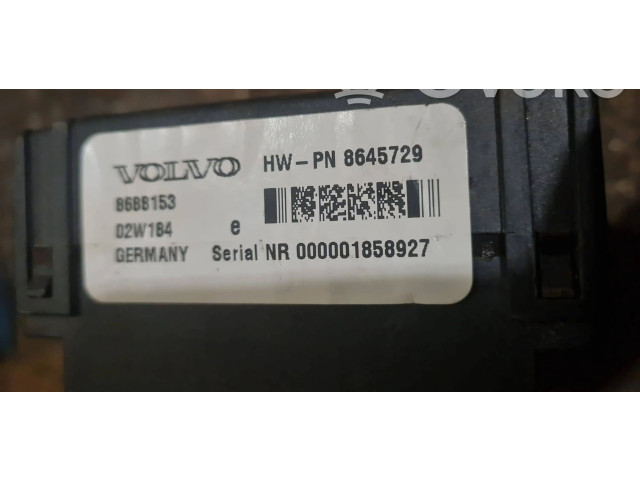 VOLVO HW-PN 8645729
8688153
02W184 e
GERMANY Serial NR 000001858927